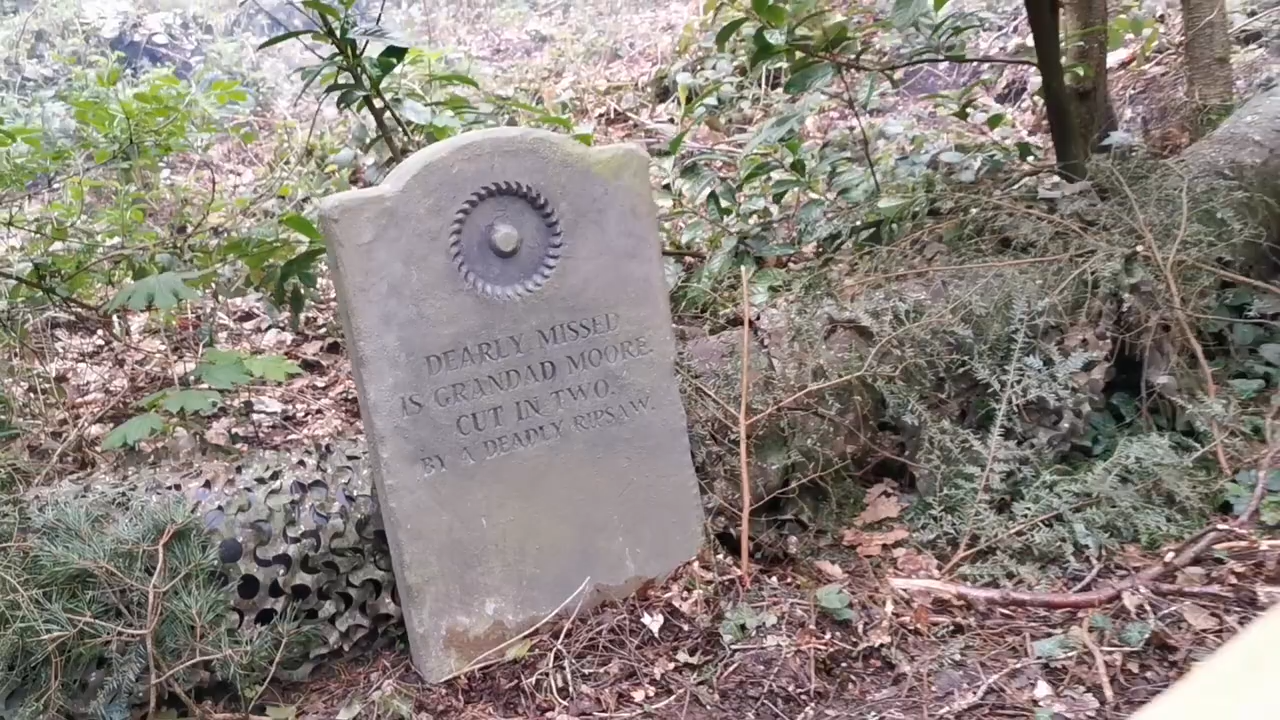 DEARLY MISSED
IS GRANDAD MOORE.
CUT IN TWO.
BY A DEADLY RIPSAW.